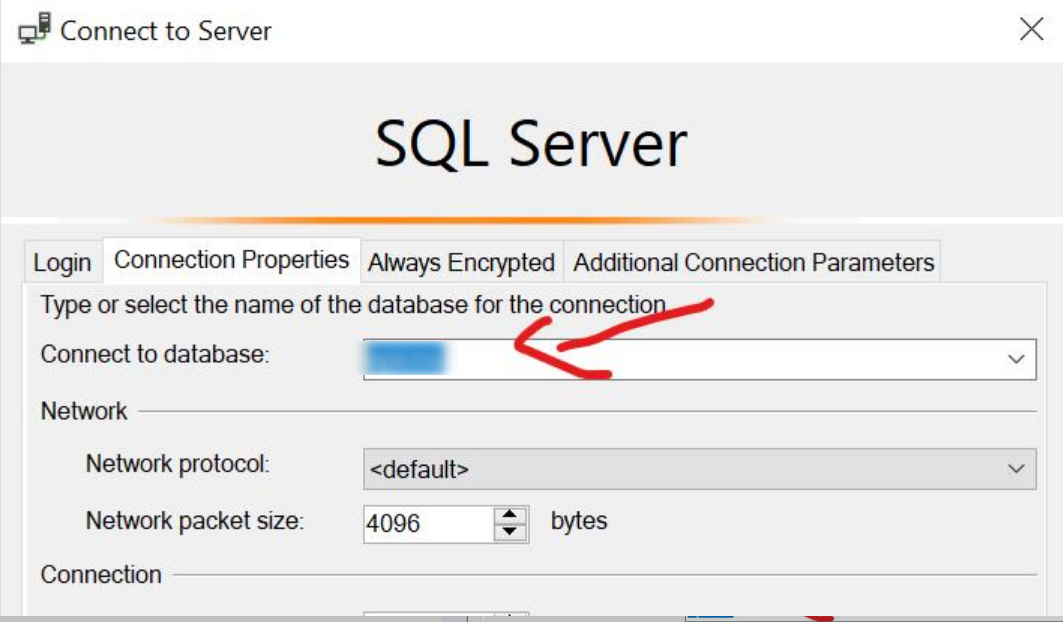 Connect to Server
SQL Server
Login Connection Properties Always Encrypted Additional Connection Parameters
Type or select the name of the database for the connection
Connect to database:
Network
Network protocol: <default>
Network packet size: 4096 bytes
Connection